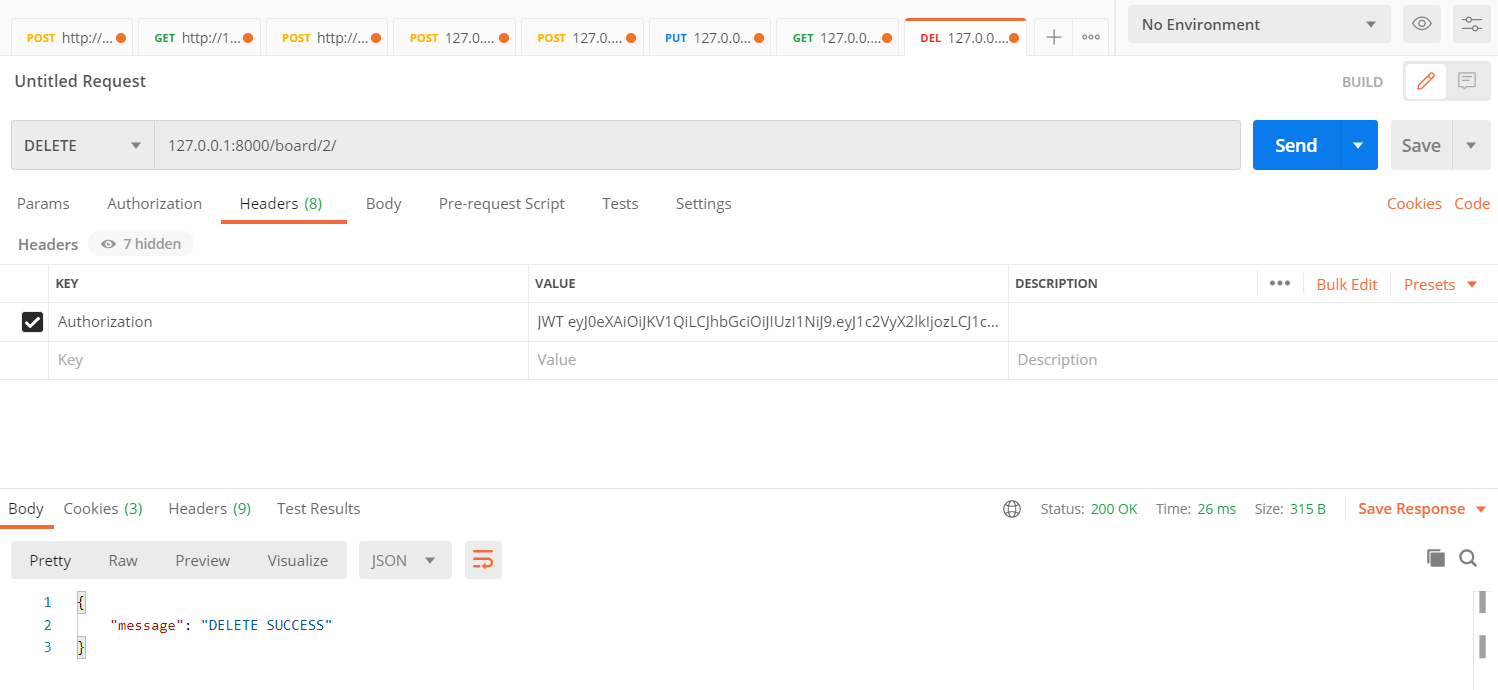 POST http://... GET http://1... POST http://... POST 127.0.... POST 127.0.... PUT 127.0.0... GET 127.0.0.... DEL 127.0.0.... No Environment
Untitled Request BUILD
DELETE 127.0.0.1:8000/board/2/ Send Save
Params Authorization Headers (8) Body Pre-request Script Tests Settings Cookies Code
Headers 7 hidden
KEY VALUE DESCRIPTION Bulk Edit Presets
Authorization JWT eyJ0eXAiOiJKV1QiLCJhbGciOiJIUzI1NiJ9.eyJ1c2VyX2lkIjozLCJ1c...
Key Value Description
Body Cookies (3) Headers (9) Test Results Status: 200 OK Time: 26 ms Size: 315 B Save Response
Pretty Raw Preview Visualize JSON
1 {
2 "message": "DELETE SUCCESS"
3 }